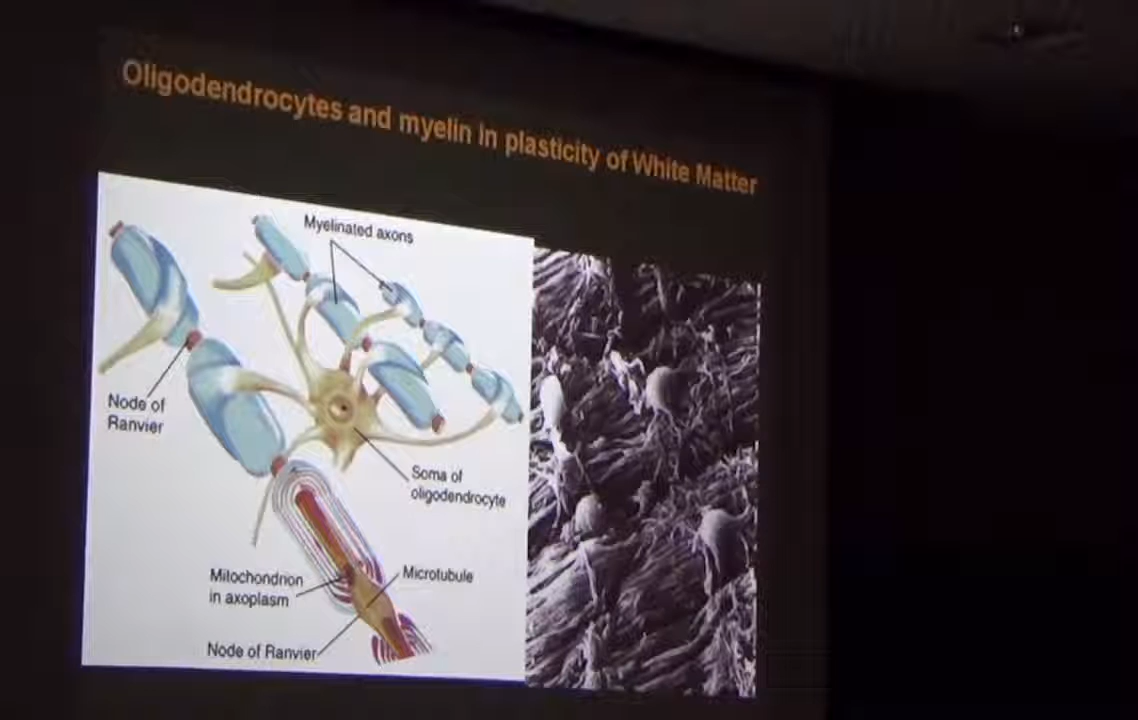 Oligodendrocytes and myelin in plasticity of White Matter
Myelinated axons
Node of
Ranvier
Soma of
oligodendrocyte
Mitochondrion
in axoplasm
Microtubule
Node of Ranvier